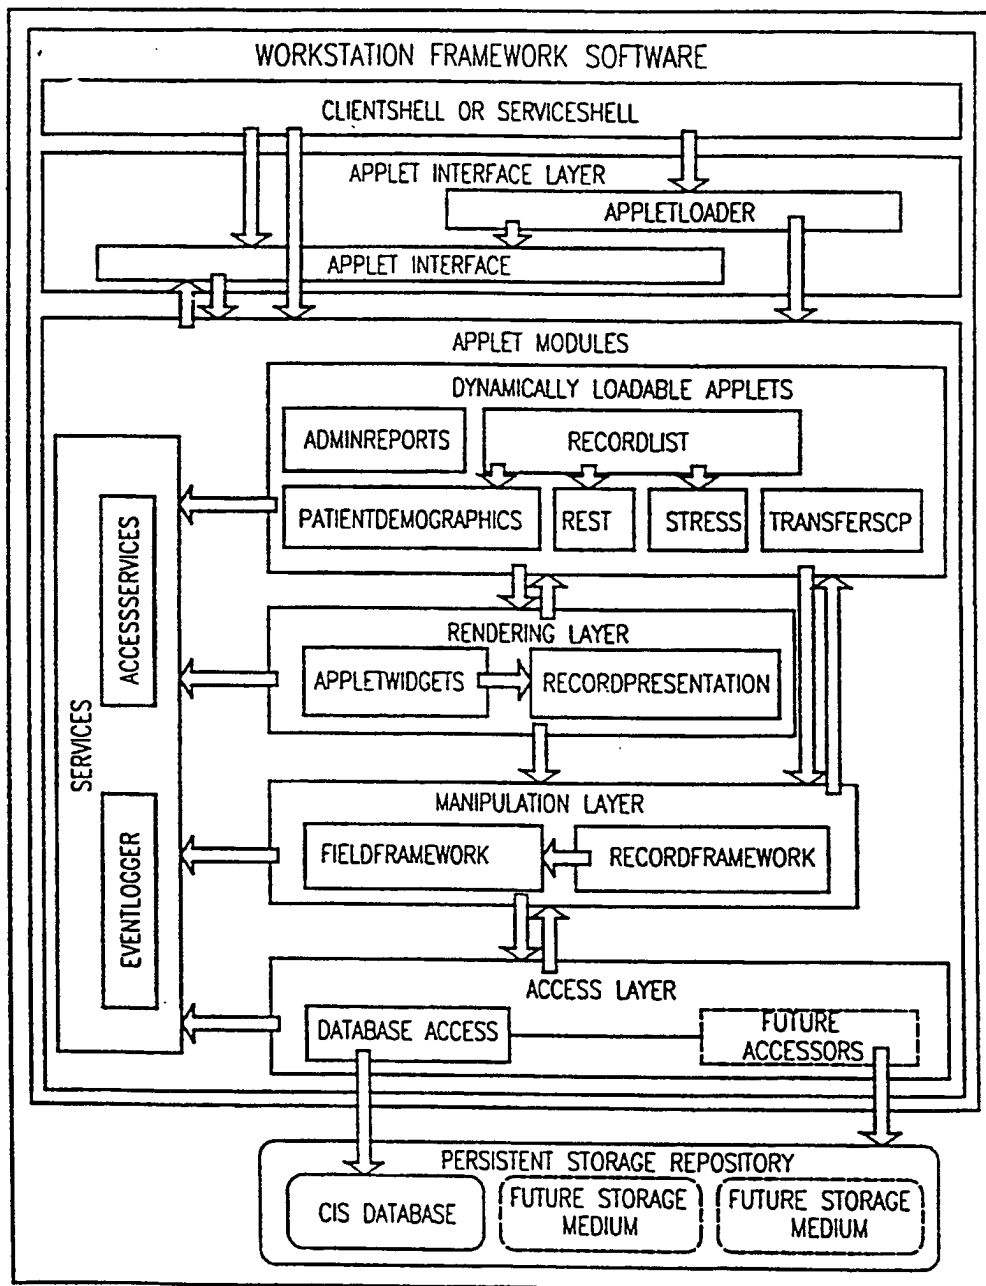 WORKSTATION FRAMEWORK SOFTWARE
CLIENTSHELL OR SERVICESHELL
APPLET INTERFACE LAYER
APPLETLOADER
APPLET INTERFACE
APPLET MODULES
DYNAMICALLY LOADABLE APPLETS
ADMINREPORTS
RECORDLIST
PATIENTDEMOGRAPHICS
REST
STRESS
TRANSFERSCP
SERVICES
ACCESSSERVICES
EVENTLOGGER
RENDERING LAYER
APPLETWIDGETS
RECORDPRESENTATION
MANIPULATION LAYER
FIELDFRAMEWORK
RECORDFRAMEWORK
ACCESS LAYER
DATABASE ACCESS
FUTURE
ACCESSORS
PERSISTENT STORAGE REPOSITORY
CIS DATABASE
FUTURE STORAGE
MEDIUM
FUTURE STORAGE
MEDIUM